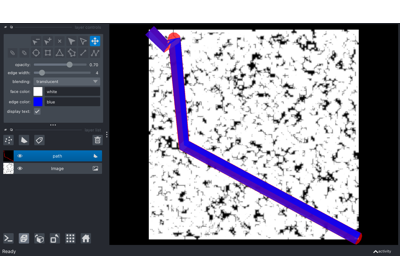 opacity:
0.70
edge width:
4
blending:
translucent
face color:
white
edge color:
blue
display text:
path
Image
Ready
activity